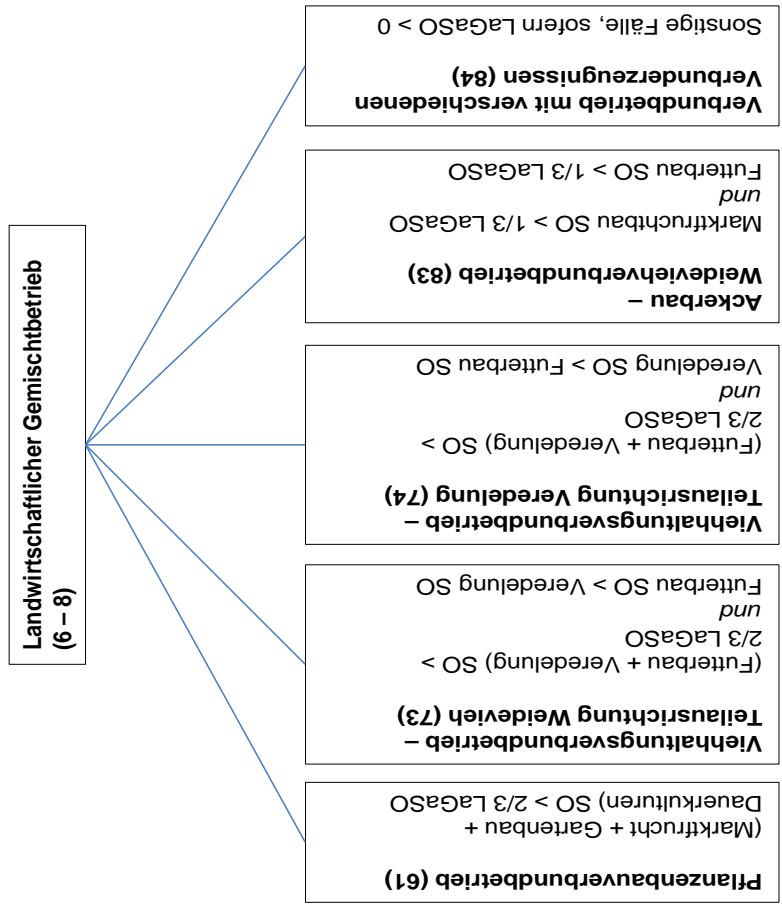 Landwirtschaftlicher Gemischtbetrieb
(6 – 8)
Pflanzenbauverbundbetrieb (61)
(Marktfrucht + Gartenbau +
Dauerkulturen) SO > 2/3 LaGaSO
Viehhaltungsverbundbetrieb –
Teilausrichtung Weidevieh (73)
(Futterbau + Veredelung) SO >
2/3 LaGaSO
und
Futterbau SO > Veredelung SO
Viehhaltungsverbundbetrieb –
Teilausrichtung Veredelung (74)
(Futterbau + Veredelung) SO >
2/3 LaGaSO
und
Veredelung SO > Futterbau SO
Ackerbau –
Weideviehverbundbetrieb (83)
Marktfruchtbau SO > 1/3 LaGaSO
und
Futterbau SO > 1/3 LaGaSO
Verbundbetrieb mit verschiedenen
Verbunderzeugnissen (84)
Sonstige Fälle, sofern LaGaSO > 0